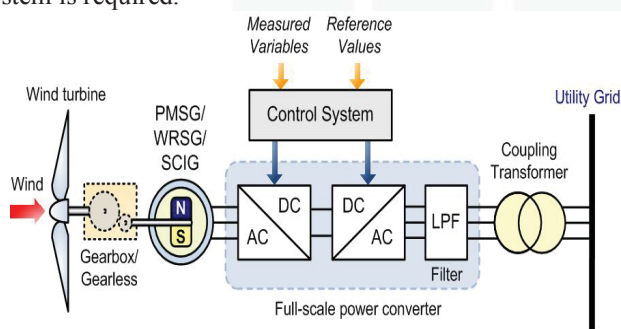 stem is required.
Measured Reference
Variables Values
Wind turbine
Utility Grid
PMSG/
WRSG/
SCIG
Control System
Coupling
Transformer
Wind
N
S
DC
AC
DC
AC
LPF
Gearbox/
Gearless
Filter
Full-scale power converter